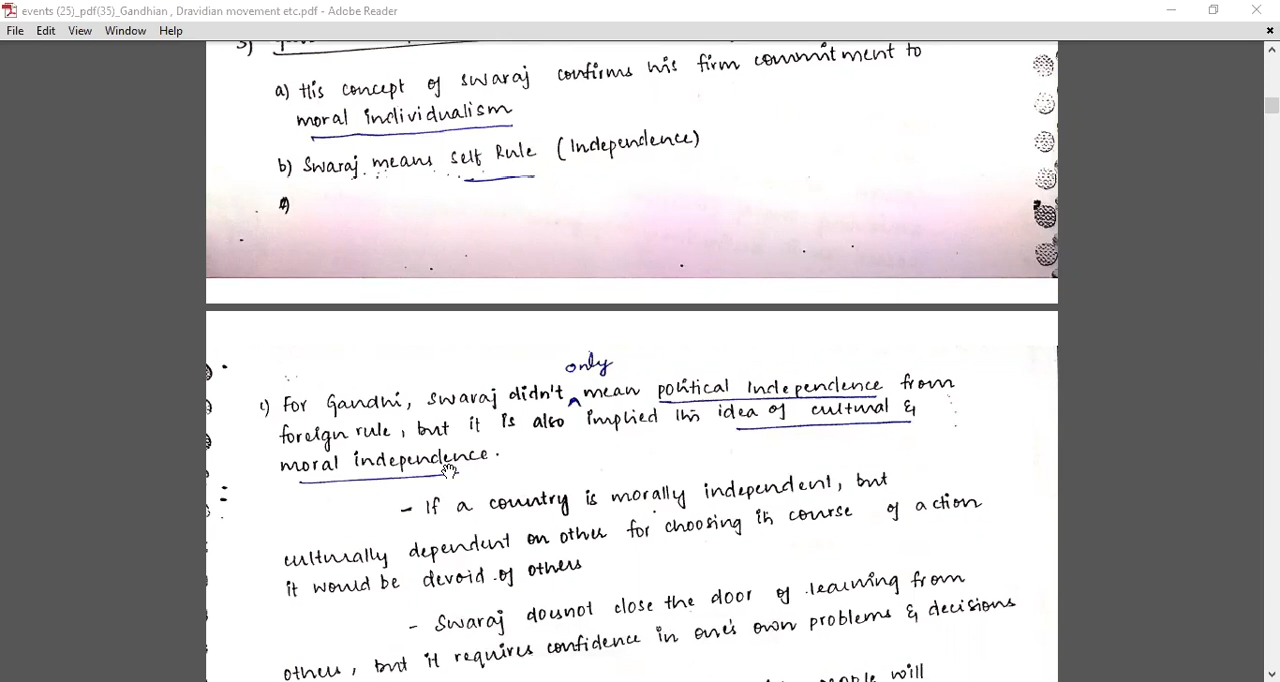 events (25)_pdf(35)_Gandhian , Dravidian movement etc.pdf - Adobe Reader
File Edit View Window Help
3)
a) His concept of swaraj confirms his firm commitment to
moral individualism
b) Swaraj means Self Rule (Independence)
only
c) For Gandhi, swaraj didn't ^ mean political Independence from
foreign rule, but it is also implied this idea of cultural &
moral independence.
- If a country is morally independent, but
culturally dependent on other for choosing its course of action
it would be devoid of others
- Swaraj doesnot close the door of learning from
others, but it requires confidence in one's own problems & decisions
people will